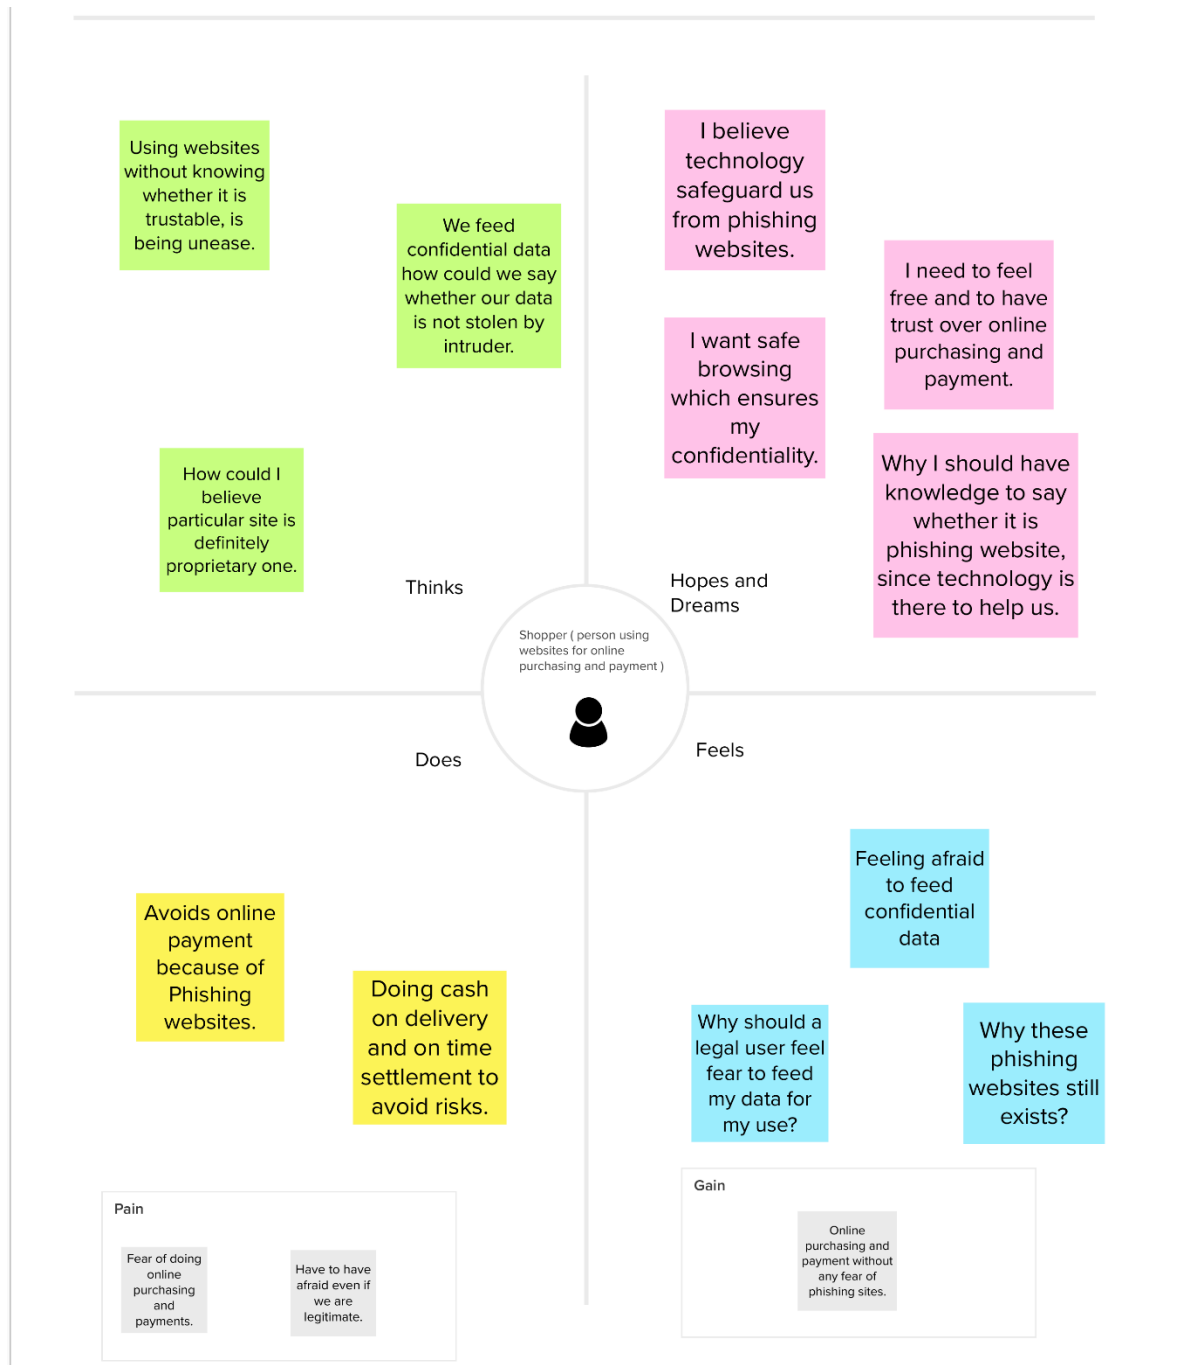 Using websites
without knowing
whether it is
trustable, is
being unease.
We feed
confidential data
how could we say
whether our data
is not stolen by
intruder.
How could I
believe
particular site is
definitely
proprietary one.
Thinks
I believe
technology
safeguard us
from phishing
websites.
I need to feel
free and to have
trust over online
purchasing and
payment.
I want safe
browsing
which ensures
my
confidentiality.
Why I should have
knowledge to say
whether it is
phishing website,
since technology is
there to help us.
Hopes and
Dreams
Shopper ( person using
websites for online
purchasing and payment )
Does
Feels
Avoids online
payment
because of
Phishing
websites.
Doing cash
on delivery
and on time
settlement to
avoid risks.
Feeling afraid
to feed
confidential
data
Why should a
legal user feel
fear to feed
my data for
my use?
Why these
phishing
websites still
exists?
Pain
Fear of doing
online
purchasing
and
payments.
Have to have
afraid even if
we are
legitimate.
Gain
Online
purchasing and
payment without
any fear of
phishing sites.